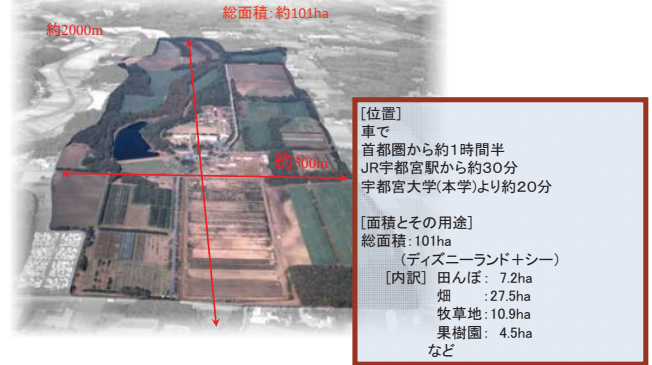 総面積：約101ha
約2000m
約500m
[位置]
車で
首都圏から約１時間半
JR宇都宮駅から約３０分
宇都宮大学(本学)より約２０分
[面積とその用途]
総面積：101ha
(ディズニーランド＋シー)
[内訳] 田んぼ： 7.2ha
畑 ：27.5ha
牧草地：10.9ha
果樹園： 4.5ha
など